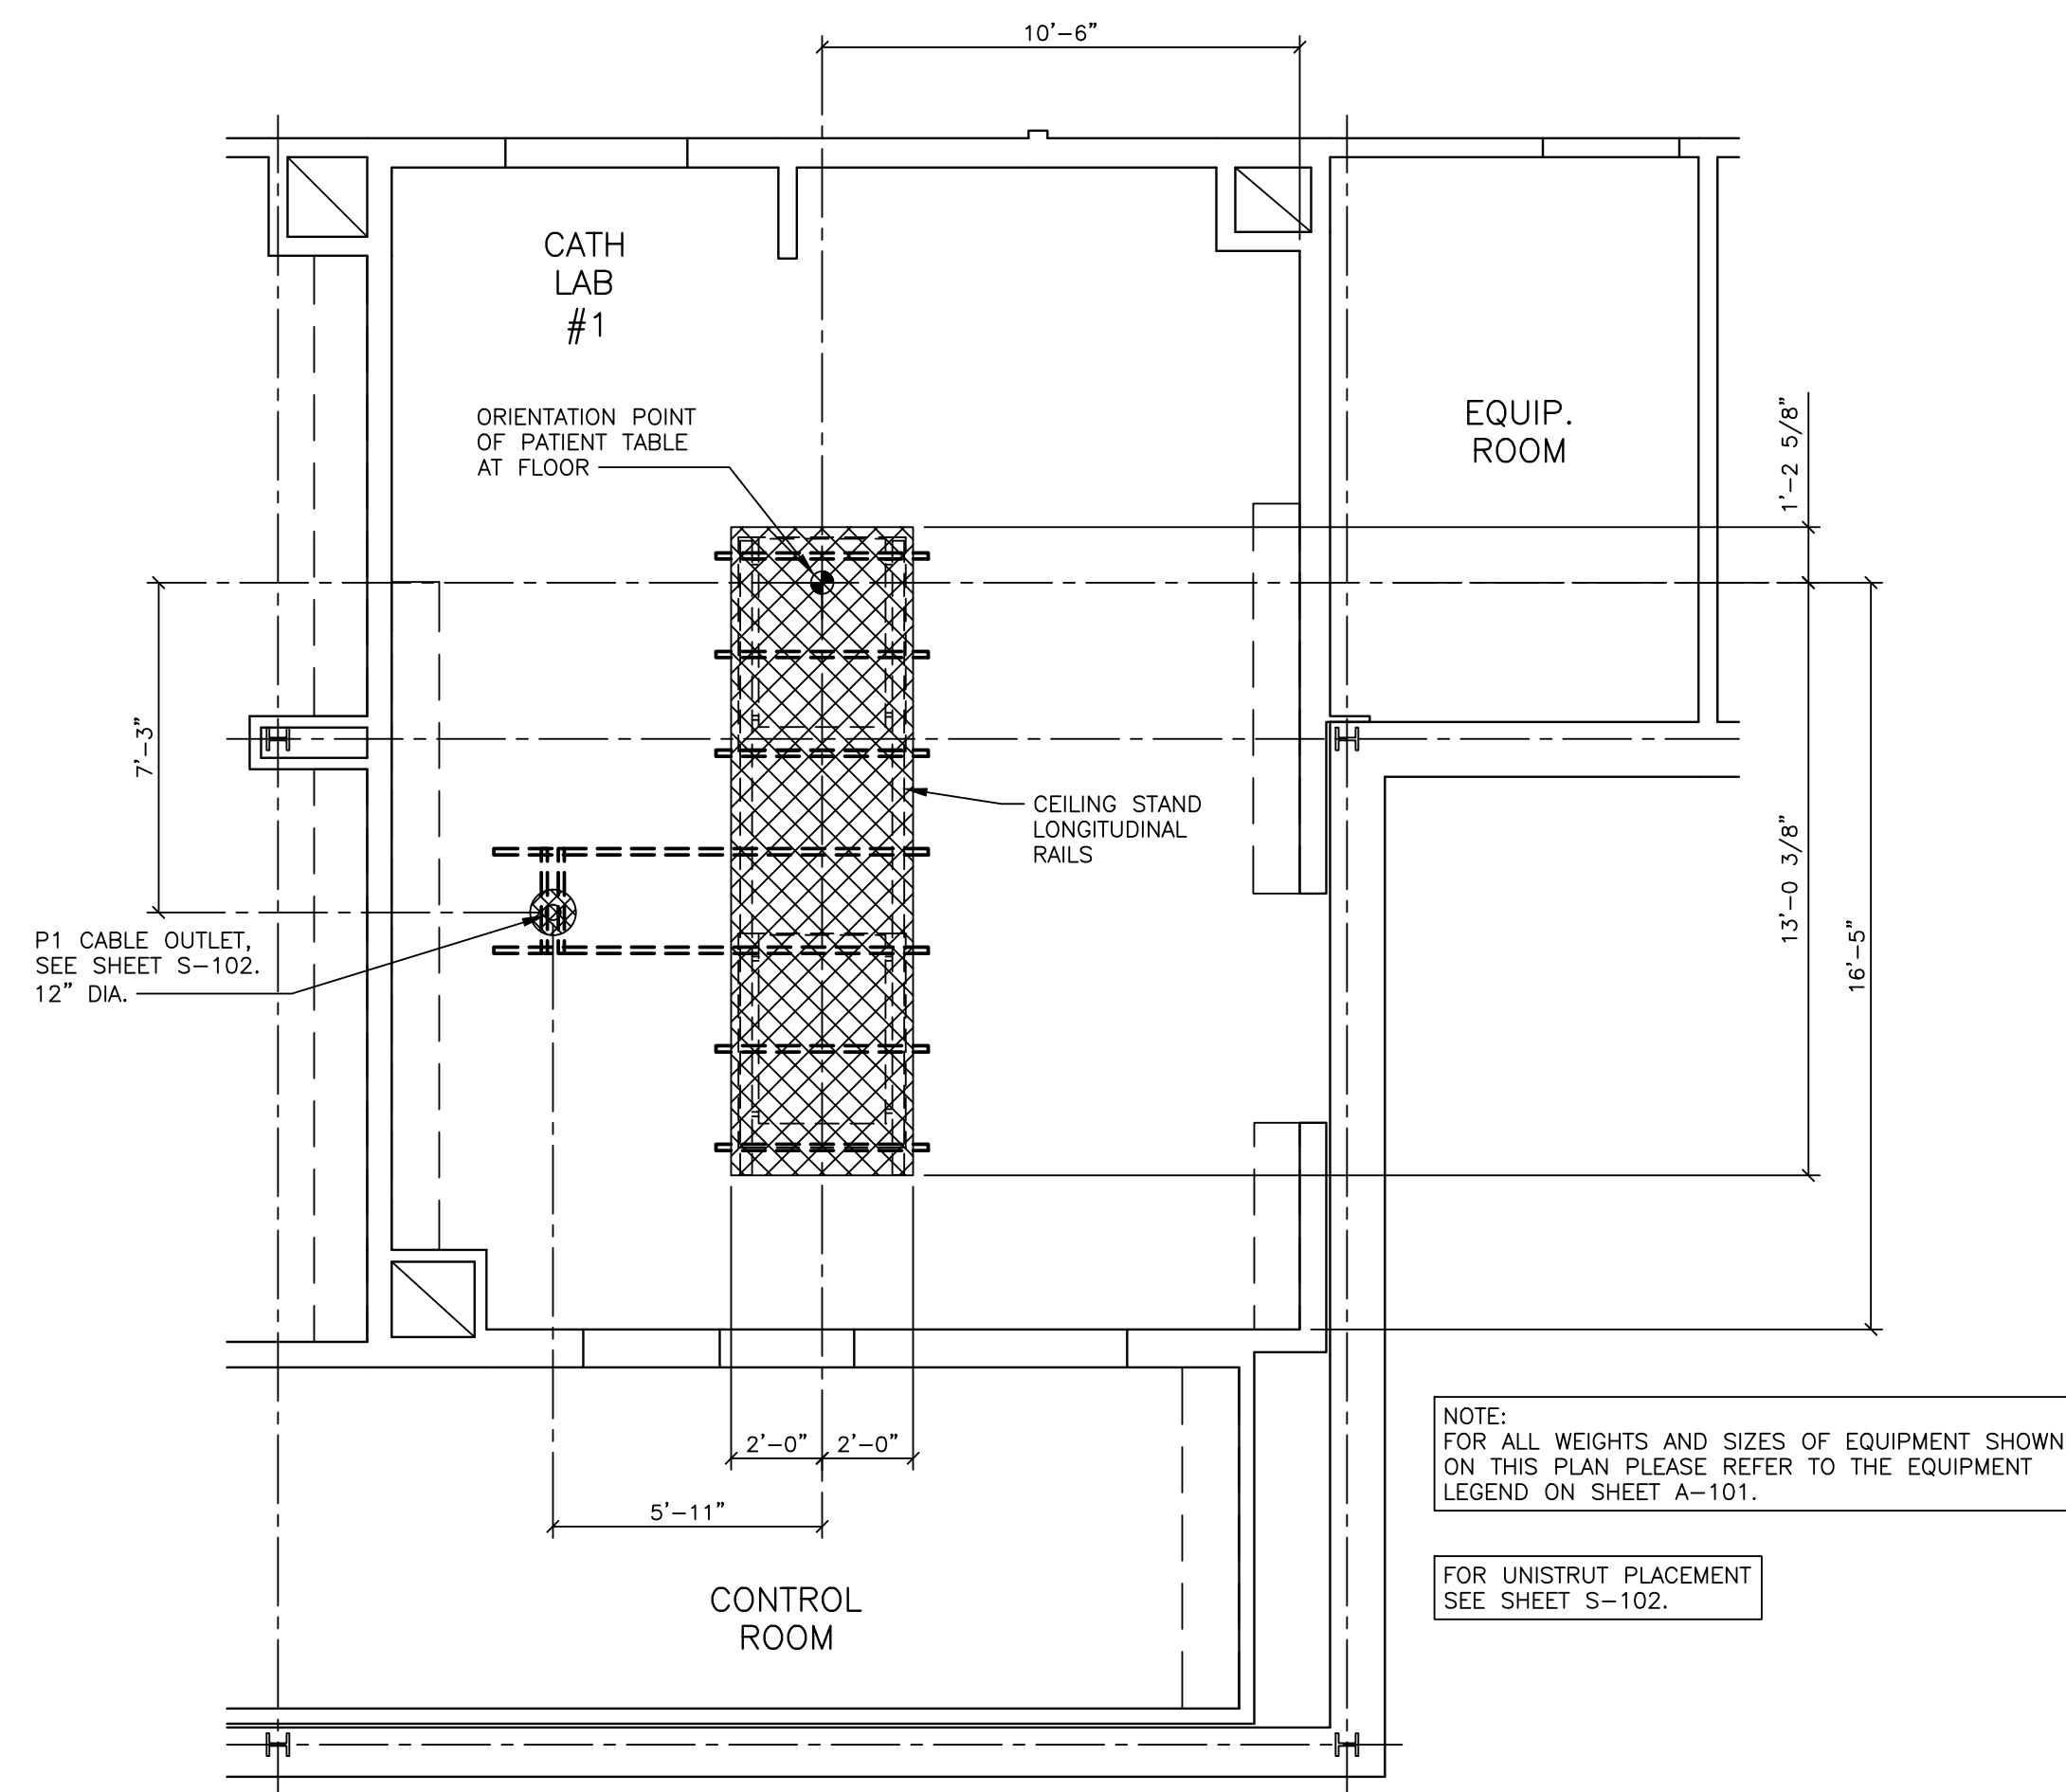 10'-6"
CATH
LAB
#1
EQUIP.
ROOM
ORIENTATION POINT
OF PATIENT TABLE
AT FLOOR
1'-2 5/8"
7'-3"
CEILING STAND
LONGITUDINAL
RAILS
13'-0 3/8"
16'-5"
P1 CABLE OUTLET,
SEE SHEET S-102.
12" DIA.
2'-0" 2'-0"
5'-11"
NOTE:
FOR ALL WEIGHTS AND SIZES OF EQUIPMENT SHOWN
ON THIS PLAN PLEASE REFER TO THE EQUIPMENT
LEGEND ON SHEET A-101.
FOR UNISTRUT PLACEMENT
SEE SHEET S-102.
CONTROL
ROOM